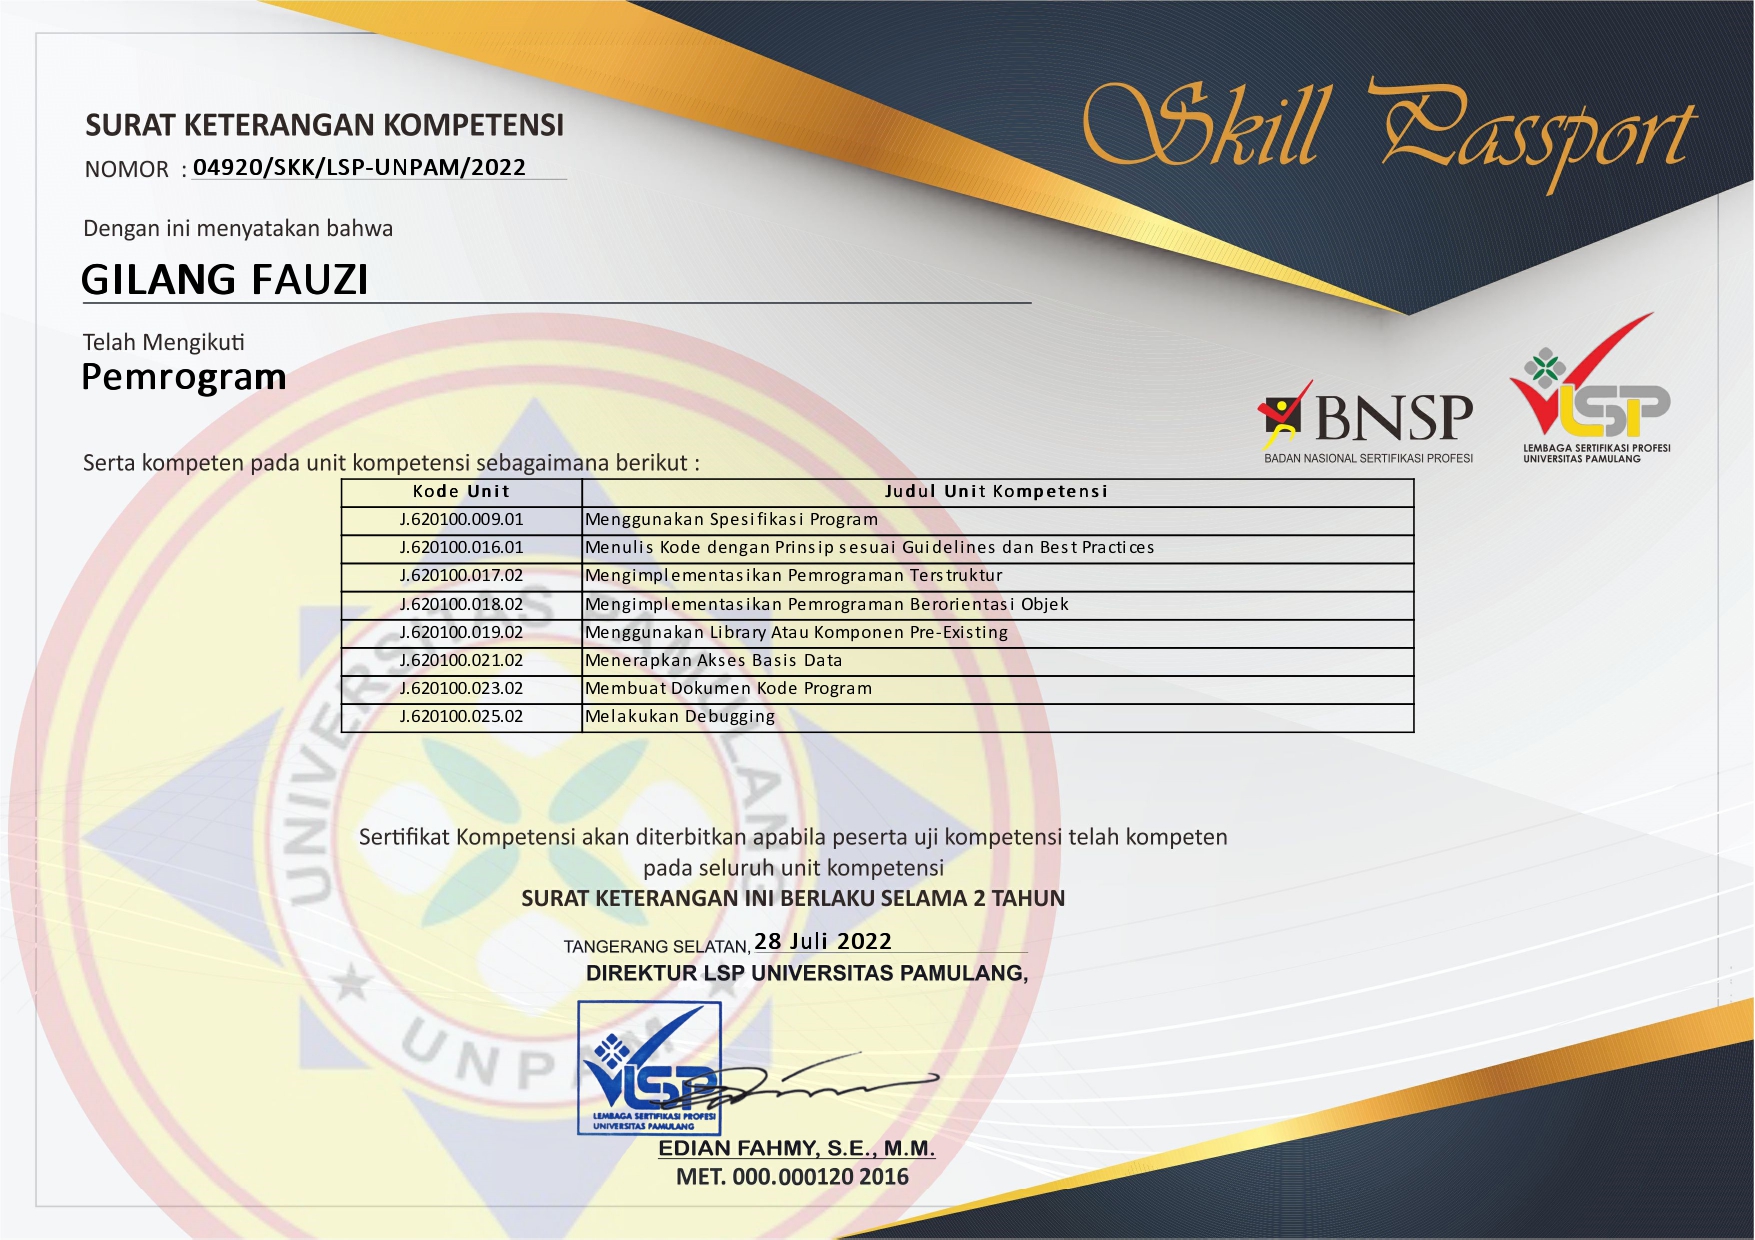 Skill Passport
SURAT KETERANGAN KOMPETENSI
NOMOR : 04920/SKK/LSP-UNPAM/2022
Dengan ini menyatakan bahwa
GILANG FAUZI
Telah Mengikuti
Pemrogram
BNSP
BADAN NASIONAL SERTIFIKASI PROFESI
LSP
LEMBAGA SERTIFIKASI PROFESI
UNIVERSITAS PAMULANG
Serta kompeten pada unit kompetensi sebagaimana berikut :
Kode Unit Judul Unit Kompetensi
J.620100.009.01 Menggunakan Spesifikasi Program
J.620100.016.01 Menulis Kode dengan Prinsip sesuai Guidelines dan Best Practices
J.620100.017.02 Mengimplementasikan Pemrograman Terstruktur
J.620100.018.02 Mengimplementasikan Pemrograman Berorientasi Objek
J.620100.019.02 Menggunakan Library Atau Komponen Pre-Existing
J.620100.021.02 Menerapkan Akses Basis Data
J.620100.023.02 Membuat Dokumen Kode Program
J.620100.025.02 Melakukan Debugging
UNIVERSITAS PAMULANG
UNPAM
Sertifikat Kompetensi akan diterbitkan apabila peserta uji kompetensi telah kompeten
pada seluruh unit kompetensi
SURAT KETERANGAN INI BERLAKU SELAMA 2 TAHUN
TANGERANG SELATAN, 28 Juli 2022
DIREKTUR LSP UNIVERSITAS PAMULANG,
LSP
LEMBAGA SERTIFIKASI PROFESI
UNIVERSITAS PAMULANG
EDIAN FAHMY, S.E., M.M.
MET. 000.000120 2016